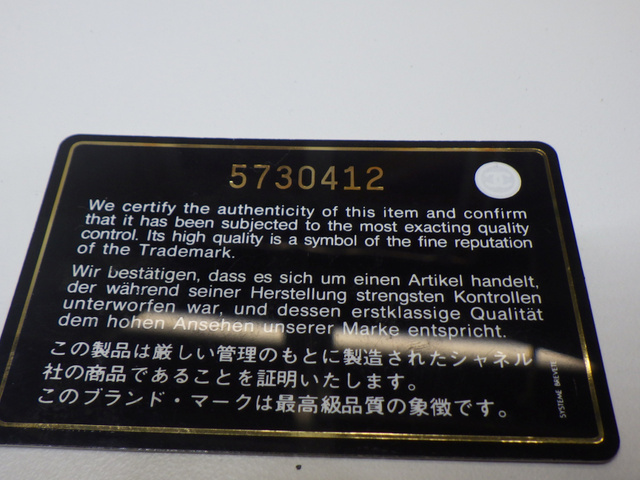 5730412
We certify the authenticity of this item and confirm
that it has been subjected to the most exacting quality
control. Its high quality is a symbol of the fine reputation
of the Trademark.
Wir bestätigen, dass es sich um einen Artikel handelt,
der während seiner Herstellung strengsten Kontrollen
unterworfen war, und dessen erstklassige Qualität
dem hohen Ansehen unserer Marke entspricht.
この製品は厳しい管理のもとに製造されたシャネル
社の商品であることを証明いたします。
このブランド・マークは最高級品質の象徴です。
SYSTEME BREVETE